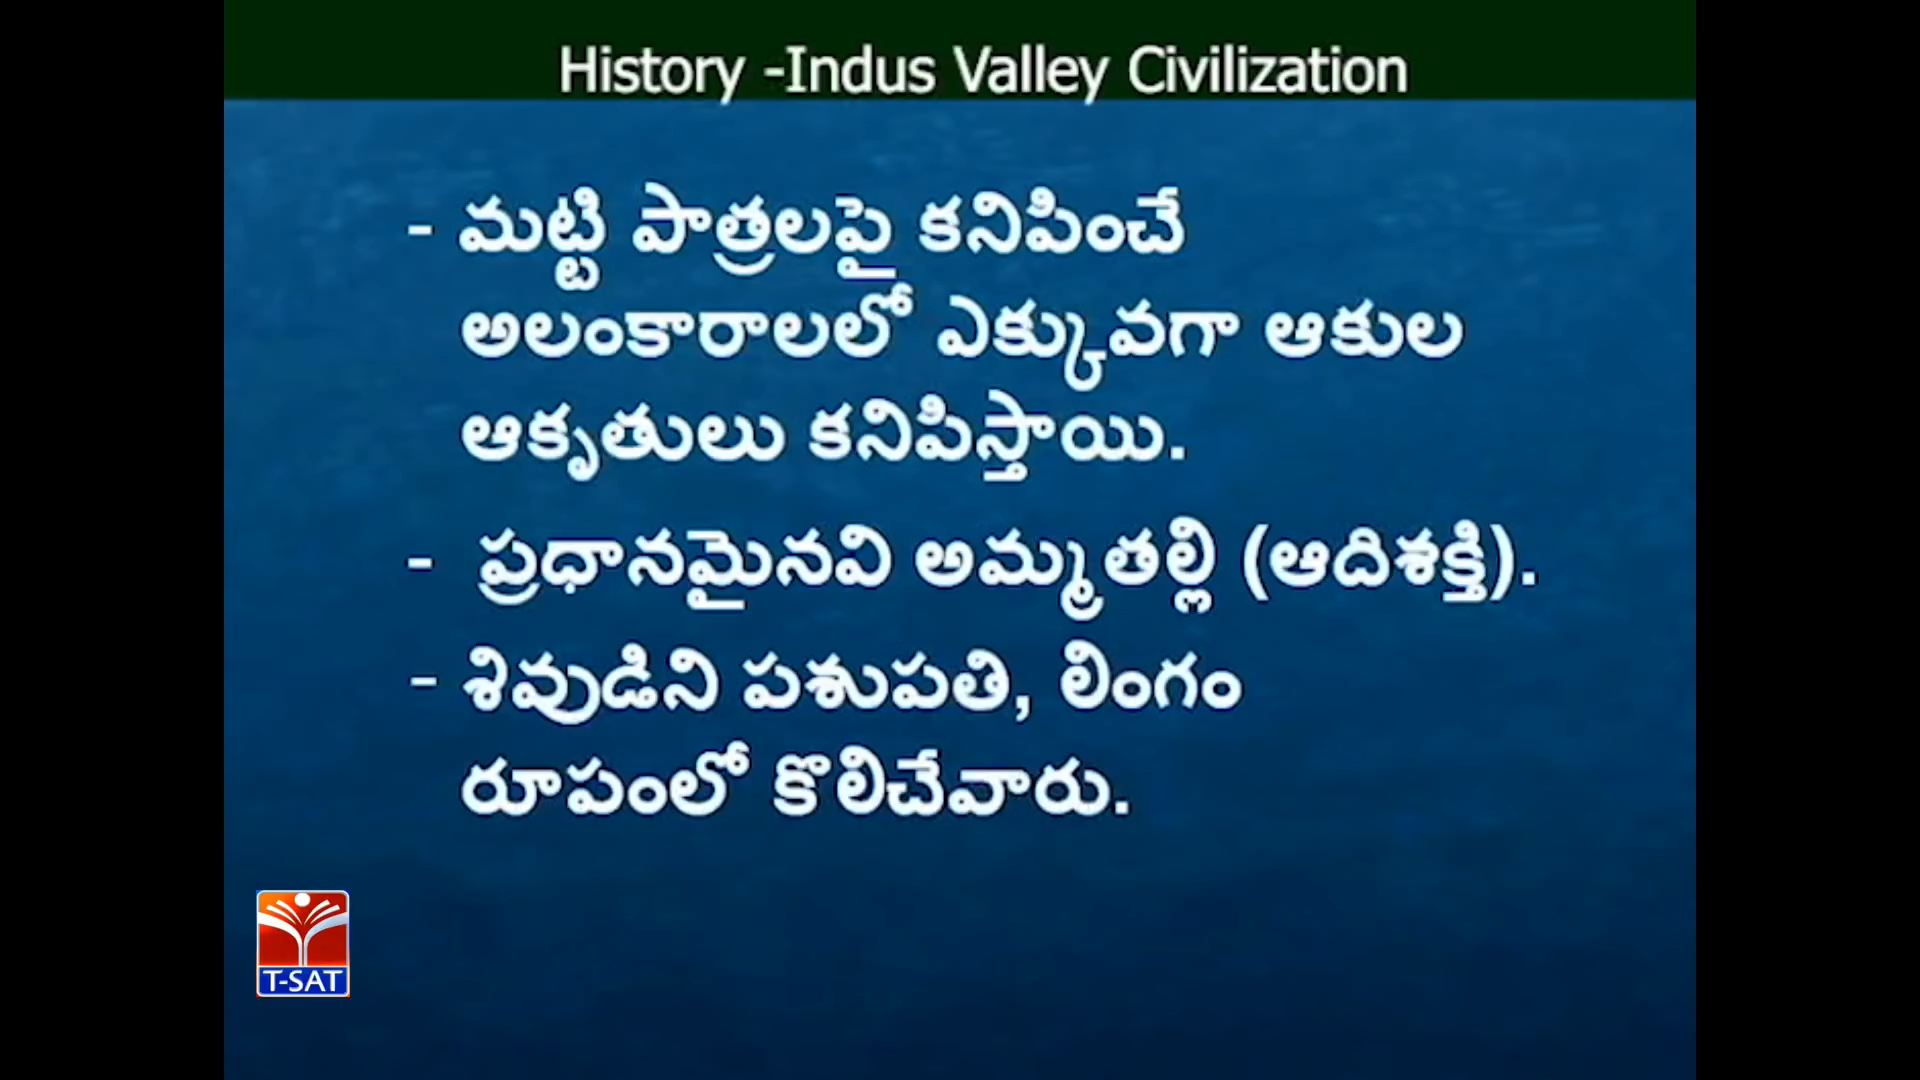 History -Indus Valley Civilization
- మట్టి పాత్రలపై కనిపించే
అలంకారాలలో ఎక్కువగా ఆకుల
ఆకృతులు కనిపిస్తాయి.
- ప్రధానమైనవి అమ్మతల్లి (ఆదిశక్తి).
- శివుడిని పశుపతి, లింగం
రూపంలో కొలిచేవారు.
T-SAT